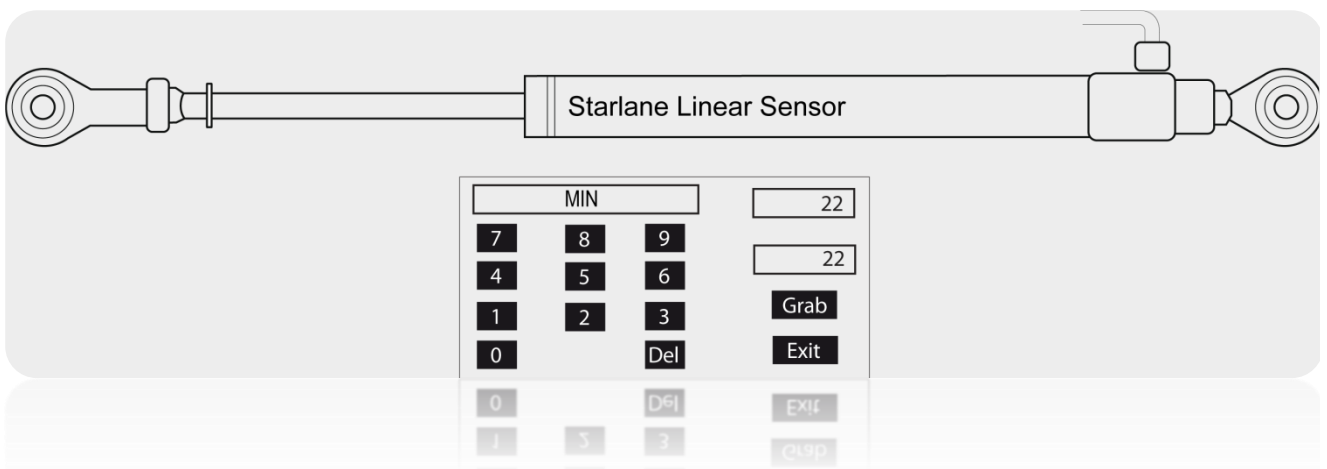 Starlane Linear Sensor
MIN
22
7 8 9
22
4 5 6
Grab
1 2 3
Exit
0 Del